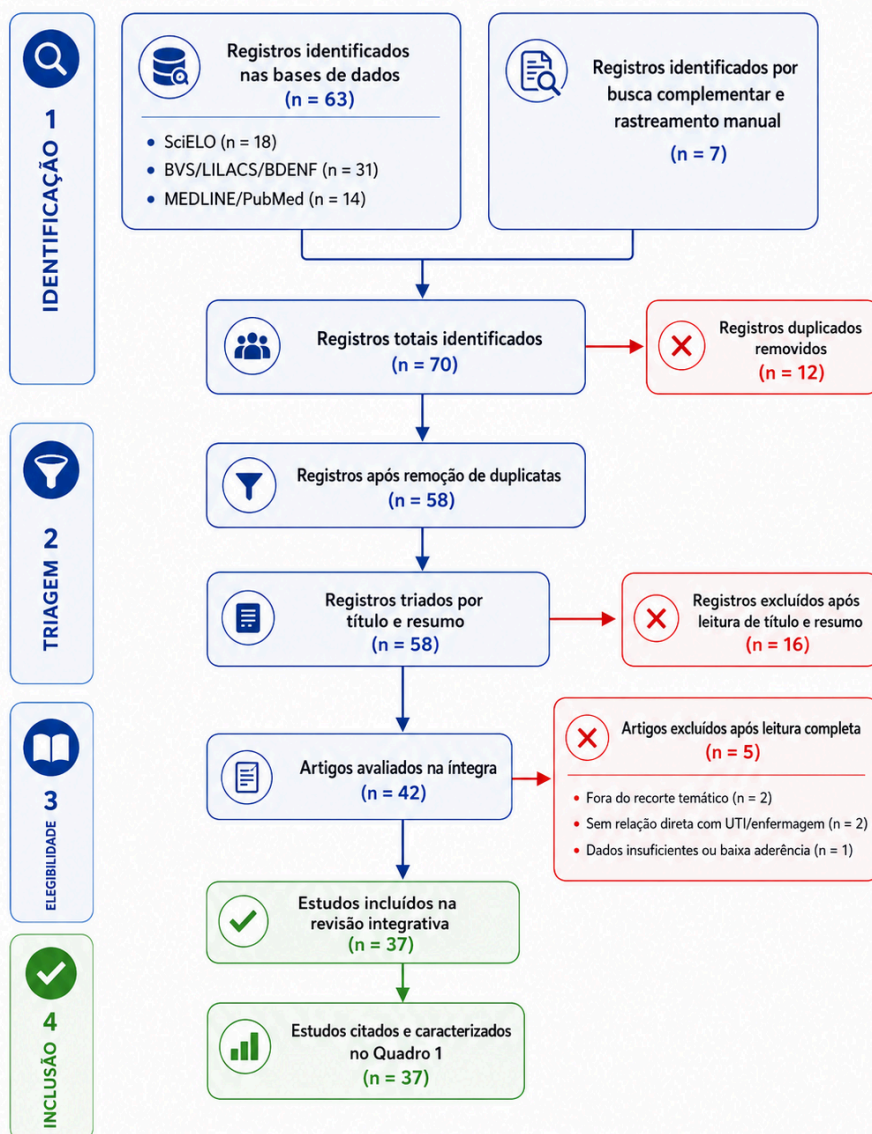 1 IDENTIFICAÇÃO
Registros identificados
nas bases de dados
(n = 63)
• SciELO (n = 18)
• BVS/LILACS/BDENF (n = 31)
• MEDLINE/PubMed (n = 14)
Registros identificados por
busca complementar e
rastreamento manual
(n = 7)
Registros totais identificados
(n = 70)
Registros duplicados
removidos
(n = 12)
2 TRIAGEM
Registros após remoção de duplicatas
(n = 58)
Registros triados por
título e resumo
(n = 58)
Registros excluídos após
leitura de título e resumo
(n = 16)
3 ELEGIBILIDADE
Artigos avaliados na íntegra
(n = 42)
Artigos excluídos após leitura completa
(n = 5)
• Fora do recorte temático (n = 2)
• Sem relação direta com UTI/enfermagem (n = 2)
• Dados insuficientes ou baixa aderência (n = 1)
4 INCLUSÃO
Estudos incluídos na
revisão integrativa
(n = 37)
Estudos citados e caracterizados
no Quadro 1
(n = 37)